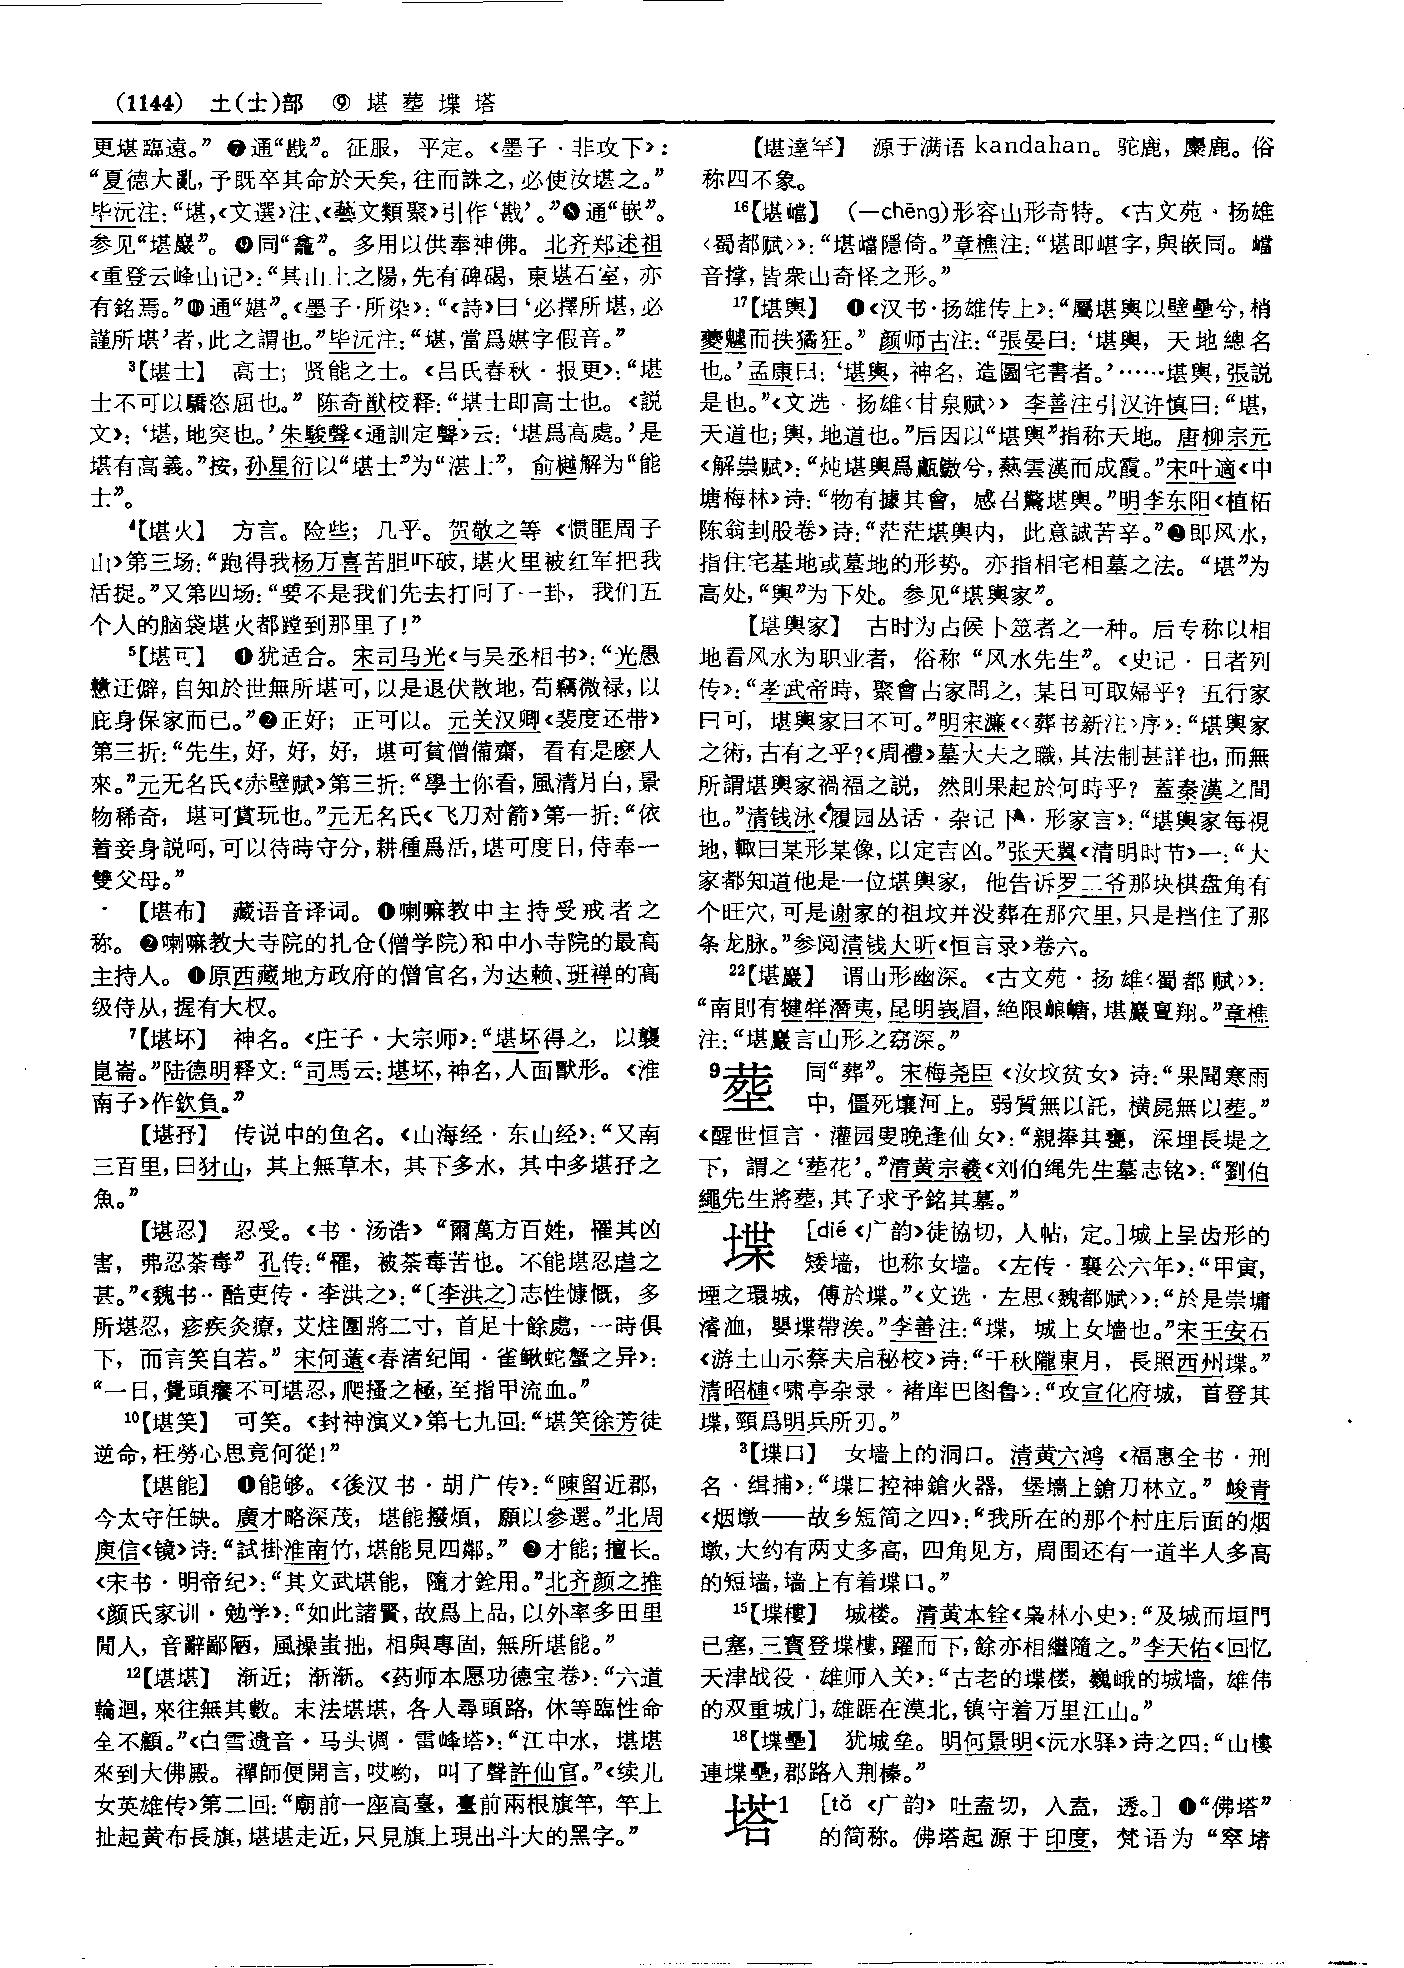 （1144） 土（士）部 ⑨ 堪塟堞塔
更堪臨遠。”❼通“戡”。征服，平定。《墨子·非攻下》：
“夏德大亂，予既卒其命於天矣，往而誅之，必使汝堪之。”
毕沅注：“堪，《文選》注、《藝文類聚》引作‘戡’。”❽通“嵌”。
参见“堪巖”。❾同“龕”。多用以供奉神佛。北齐郑述祖
《重登云峰山记》：“其山上之陽，先有碑碣，東堪石室，亦
有銘焉。”❿通“媅”。《墨子·所染》：“《詩》曰‘必擇所堪，必
謹所堪’者，此之謂也。”毕沅注：“堪，當爲媅字假音。”
³【堪士】 高士；贤能之士。《吕氏春秋·报更》：“堪
士不可以驕恣屈也。”陈奇猷校释：“堪士即高士也。《説
文》：‘堪，地突也。’朱駿聲《通訓定聲》云：‘堪爲高處。’是
堪有高義。”按，孙星衍以“堪士”为“湛士”，俞樾解为“能
士”。
⁴【堪火】 方言。险些；几乎。贺敬之等《惯匪周子
山》第三场：“跑得我杨万喜苦胆吓破，堪火里被红军把我
活捉。”又第四场：“要不是我们先去打问了一卦，我们五
个人的脑袋堪火都蹚到那里了！”
⁵【堪可】 ❶犹适合。宋司马光《与吴丞相书》：“光愚
戆迂僻，自知於世無所堪可，以是退伏散地，苟竊微禄，以
庇身保家而已。”❷正好；正可以。元关汉卿《裴度还带》
第三折：“先生，好，好，好，堪可貧僧備齋，看有是麽人
來。”元无名氏《赤壁赋》第三折：“學士你看，風清月白，景
物稀奇，堪可賞玩也。”元无名氏《飞刀对箭》第一折：“依
着妾身説呵，可以待時守分，耕種爲活，堪可度日，侍奉一
雙父母。”
【堪布】 藏语音译词。❶喇嘛教中主持受戒者之
称。❷喇嘛教大寺院的扎仓（僧学院）和中小寺院的最高
主持人。❶原西藏地方政府的僧官名，为达赖、班禅的高
级侍从，握有大权。
⁷【堪坏】 神名。《庄子·大宗师》：“堪坏得之，以襲
崑崙。”陆德明释文：“司馬云：堪坏，神名，人面獸形。《淮
南子》作欽負。”
【堪孖】 传说中的鱼名。《山海经·东山经》：“又南
三百里，曰犲山，其上無草木，其下多水，其中多堪孖之
魚。”
【堪忍】 忍受。《书·汤诰》“爾萬方百姓，罹其凶
害，弗忍荼毒”孔传：“罹，被荼毒苦也。不能堪忍虐之
甚。”《魏书·酷吏传·李洪之》：“〔李洪之〕志性慷慨，多
所堪忍，疹疾灸療，艾炷圍將二寸，首足十餘處，一時俱
下，而言笑自若。”宋何薳《春渚纪闻·雀鳅蛇蟹之异》：
“一日，覺頭癢不可堪忍，爬搔之極，至指甲流血。”
¹⁰【堪笑】 可笑。《封神演义》第七九回：“堪笑徐芳徒
逆命，枉勞心思竟何從！”
【堪能】 ❶能够。《後汉书·胡广传》：“陳留近郡，
今太守任缺。廣才略深茂，堪能撥煩，願以參選。”北周
庾信《镜》诗：“試掛淮南竹，堪能見四鄰。”❷才能；擅长。
《宋书·明帝纪》：“其文武堪能，隨才銓用。”北齐颜之推
《颜氏家训·勉学》：“如此諸賢，故爲上品，以外率多田里
閒人，音辭鄙陋，風操蚩拙，相與專固，無所堪能。”
¹²【堪堪】 渐近；渐渐。《药师本愿功德宝卷》：“六道
輪迴，來往無其數。末法堪堪，各人尋頭路，休等臨性命
全不顧。”《白雪遗音·马头调·雷峰塔》：“江中水，堪堪
來到大佛殿。禪師便開言，哎喲，叫了聲許仙官。”《续儿
女英雄传》第二回：“廟前一座高臺，臺前兩根旗竿，竿上
扯起黄布長旗，堪堪走近，只見旗上現出斗大的黑字。”
【堪達罕】 源于满语 kandahan。驼鹿，麋鹿。俗
称四不象。
¹⁶【堪㟼】 （—chēng）形容山形奇特。《古文苑·扬雄
〈蜀都赋〉》：“堪㟼隱倚。”章樵注：“堪即嵁字，與嵌同。㟼
音撑，皆衆山奇怪之形。”
¹⁷【堪輿】 ❶《汉书·扬雄传上》：“屬堪輿以壁壘兮，梢
夔魖而抶獝狂。”颜师古注：“張晏曰：‘堪輿，天地總名
也。’孟康曰：‘堪輿，神名，造圖宅書者。’……堪輿，張説
是也。”《文选·扬雄〈甘泉赋〉》李善注引汉许慎曰：“堪，
天道也；輿，地道也。”后因以“堪輿”指称天地。唐柳宗元
《解祟赋》：“炖堪輿爲甗鏉兮，爇雲漢而成霞。”宋叶適《中
塘梅林》诗：“物有據其會，感召驚堪輿。”明李东阳《植柘
陈翁刲股卷》诗：“茫茫堪輿内，此意誠苦辛。”❷即风水，
指住宅基地或墓地的形势。亦指相宅相墓之法。“堪”为
高处，“輿”为下处。参见“堪輿家”。
【堪輿家】 古时为占候卜筮者之一种。后专称以相
地看风水为职业者，俗称“风水先生”。《史记·日者列
传》：“孝武帝時，聚會占家問之，某日可取婦乎？五行家
曰可，堪輿家曰不可。”明宋濂《〈葬书新注〉序》：“堪輿家
之術，古有之乎？《周禮》墓大夫之職，其法制甚詳也，而無
所謂堪輿家禍福之説，然則果起於何時乎？蓋秦漢之間
也。”清钱泳《履园丛话·杂记下·形家言》：“堪輿家每視
地，輒曰某形某像，以定吉凶。”张天翼《清明时节》一：“大
家都知道他是一位堪輿家，他告诉罗二爷那块棋盘角有
个旺穴，可是谢家的祖坟并没葬在那穴里，只是挡住了那
条龙脉。”参阅清钱大昕《恒言录》卷六。
²²【堪巖】 谓山形幽深。《古文苑·扬雄〈蜀都赋〉》：
“南則有犍牂潛夷，昆明峩眉，絶限㟍嵣，堪巖亶翔。”章樵
注：“堪巖言山形之窈深。”
⁹塟 同“葬”。宋梅尧臣《汝坟贫女》诗：“果聞寒雨
中，僵死壤河上。弱質無以託，横屍無以塟。”
《醒世恒言·灌园叟晚逢仙女》：“親捧其甕，深埋長堤之
下，謂之‘塟花’。”清黄宗羲《刘伯绳先生墓志铭》：“劉伯
繩先生將塟，其子求予銘其墓。”
堞 ［dié《广韵》徒協切，入帖，定。］城上呈齿形的
矮墙，也称女墙。《左传·襄公六年》：“甲寅，
堙之環城，傅於堞。”《文选·左思〈魏都赋〉》：“於是崇墉
濬洫，嬰堞帶涘。”李善注：“堞，城上女墻也。”宋王安石
《游土山示蔡天启秘校》诗：“千秋隴東月，長照西州堞。”
清昭槤《啸亭杂录·褚库巴图鲁》：“攻宣化府城，首登其
堞，頸爲明兵所刃。”
³【堞口】 女墙上的洞口。清黄六鸿《福惠全书·刑
名·缉捕》：“堞口控神鎗火器，堡墻上鎗刀林立。”峻青
《烟墩——故乡短简之四》：“我所在的那个村庄后面的烟
墩，大约有两丈多高，四角见方，周围还有一道半人多高
的短墙，墙上有着堞口。”
¹⁵【堞樓】 城楼。清黄本铨《枭林小史》：“及城而垣門
已塞，三寶登堞樓，躍而下，餘亦相繼隨之。”李天佑《回忆
天津战役·雄师入关》：“古老的堞楼，巍峨的城墙，雄伟
的双重城门，雄踞在漠北，镇守着万里江山。”
¹⁸【堞壘】 犹城垒。明何景明《沅水驿》诗之四：“山樓
連堞壘，郡路入荆榛。”
塔¹ ［tǎ《广韵》吐盍切，入盍，透。］❶“佛塔”
的简称。佛塔起源于印度，梵语为“窣堵